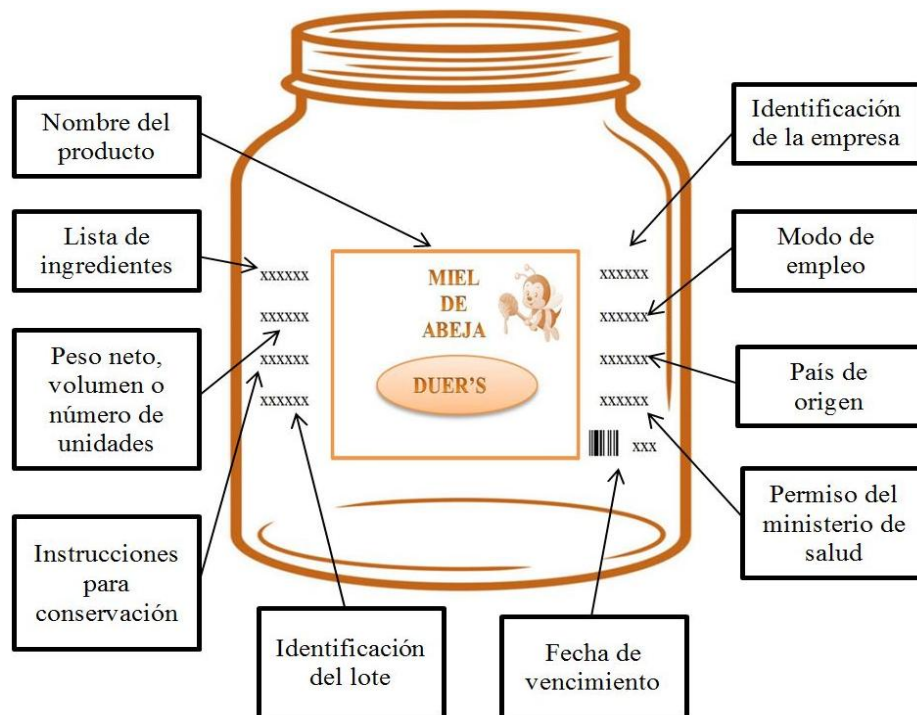 Nombre del
producto
Identificación
de la empresa
Lista de
ingredientes
Modo de
empleo
Peso neto,
volumen o
número de
unidades
País de
origen
Instrucciones
para
conservación
Permiso del
ministerio de
salud
Identificación
del lote
Fecha de
vencimiento
xxxxxx
xxxxxx
xxxxxx
xxxxxx
MIEL
DE
ABEJA
DUER'S
xxxxxx
xxxxxx
xxxxxx
xxxxxx
xxx